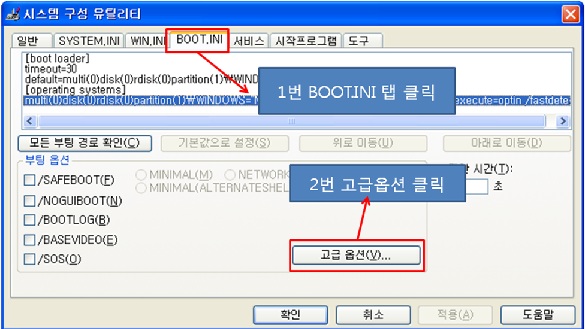 시스템 구성 유틸리티
일반 SYSTEM.INI WIN.INI BOOT.INI 서비스 시작프로그램 도구
[boot loader]
timeout=30
default=multi(0)disk(0)rdisk(0)partition(1)₩WIND
[operating systems]
multi(0)disk(0)rdisk(0)partition(1)₩WINDOWS= execute=optin /fastdete
1번 BOOTINI 탭 클릭
모든 부팅 경로 확인(C) 기본값으로 설정(S) 위로 이동(U) 아래로 이동(D)
부팅 옵션
/SAFEBOOT(F) MINIMAL(M) NETWORK 시간(T):
/NOGUIBOOT(N) MINIMAL(ALTERNATESHEL 초
2번 고급옵션 클릭
/BOOTLOG(B)
/BASEVIDEO(E)
/SOS(O) 고급 옵션(V)...
확인 취소 적용(A) 도움말